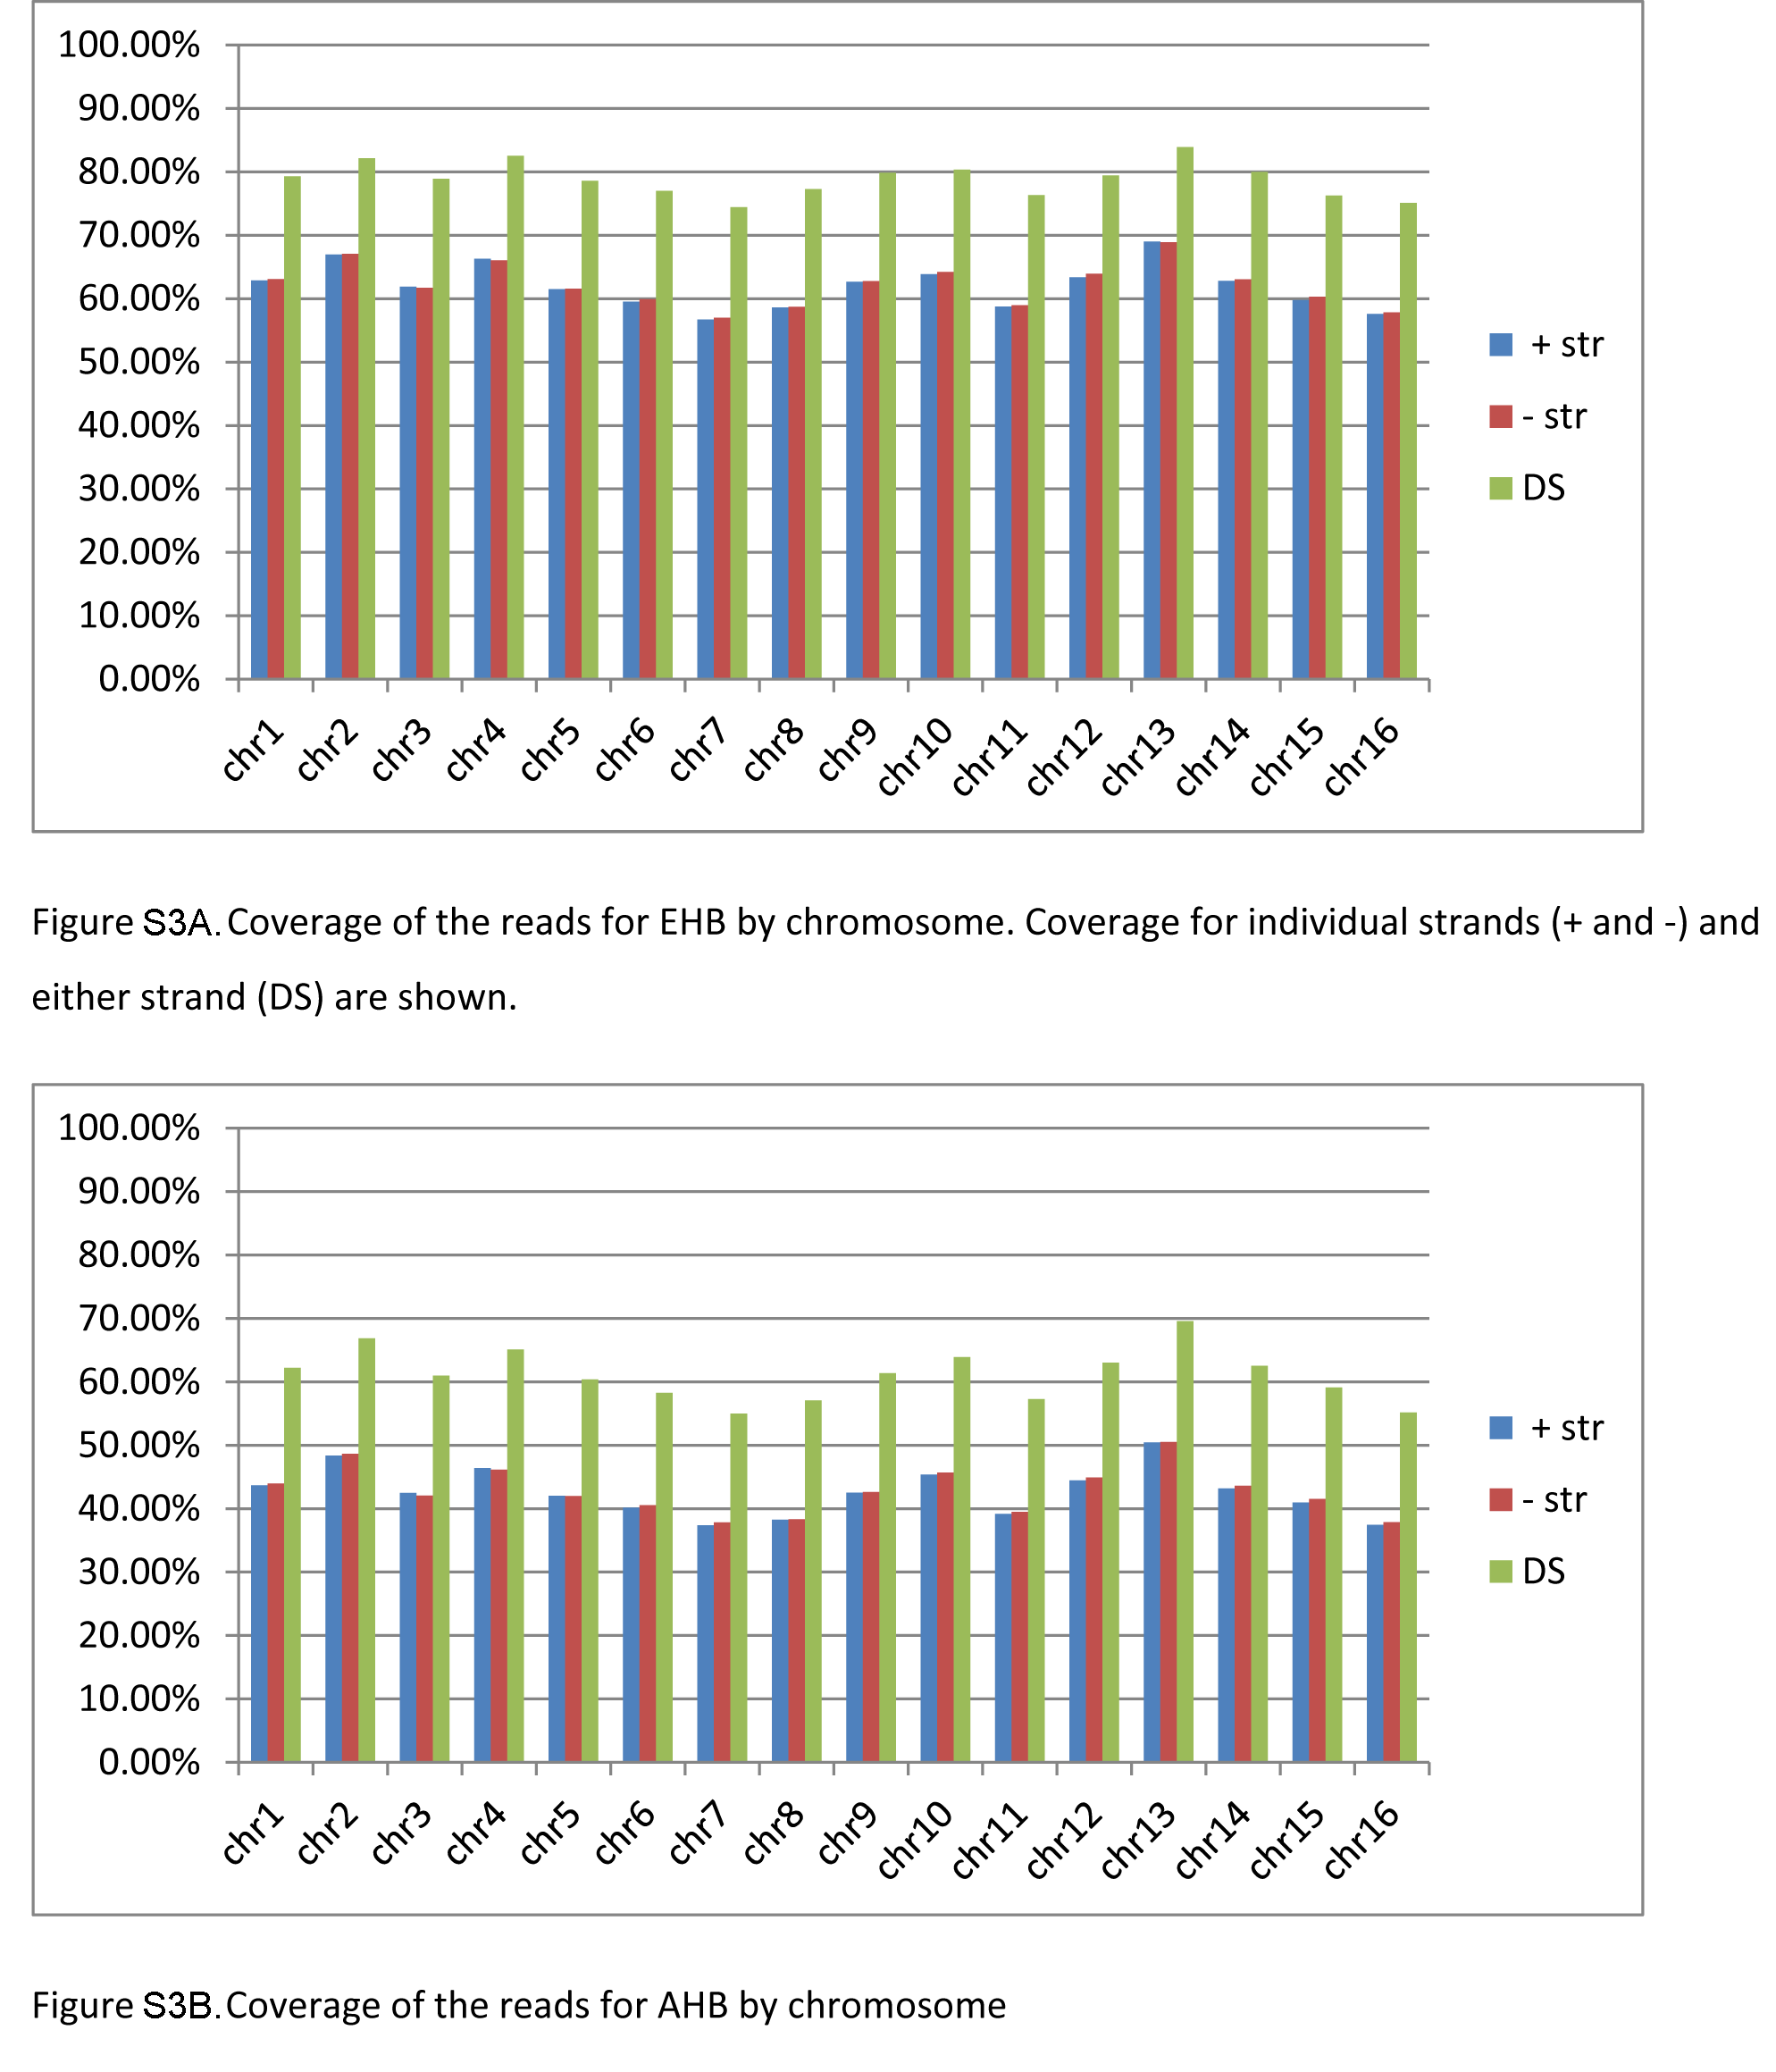 100.00%
90.00%
80.00%
70.00%
60.00%
50.00%
40.00%
30.00%
20.00%
10.00%
0.00%
chr1 chr2 chr3 chr4 chr5 chr6 chr7 chr8 chr9 chr10 chr11 chr12 chr13 chr14 chr15 chr16
+ str
- str
DS
Figure S3A. Coverage of the reads for EHB by chromosome. Coverage for individual strands (+ and -) and
either strand (DS) are shown.
100.00%
90.00%
80.00%
70.00%
60.00%
50.00%
40.00%
30.00%
20.00%
10.00%
0.00%
chr1 chr2 chr3 chr4 chr5 chr6 chr7 chr8 chr9 chr10 chr11 chr12 chr13 chr14 chr15 chr16
+ str
- str
DS
Figure S3B. Coverage of the reads for AHB by chromosome